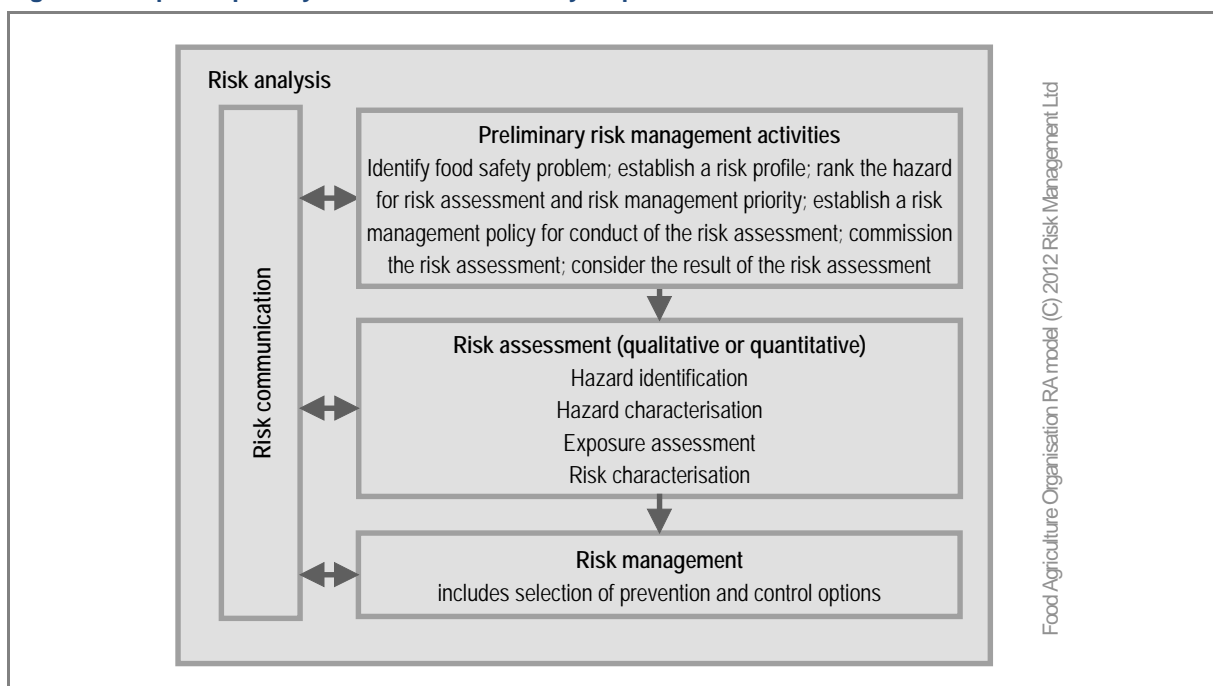 Risk analysis
Risk communication
Preliminary risk management activities
Identify food safety problem; establish a risk profile; rank the hazard
for risk assessment and risk management priority; establish a risk
management policy for conduct of the risk assessment; commission
the risk assessment; consider the result of the risk assessment
Risk assessment (qualitative or quantitative)
Hazard identification
Hazard characterisation
Exposure assessment
Risk characterisation
Risk management
includes selection of prevention and control options
Food Agriculture Organisation RA model (C) 2012 Risk Management Ltd